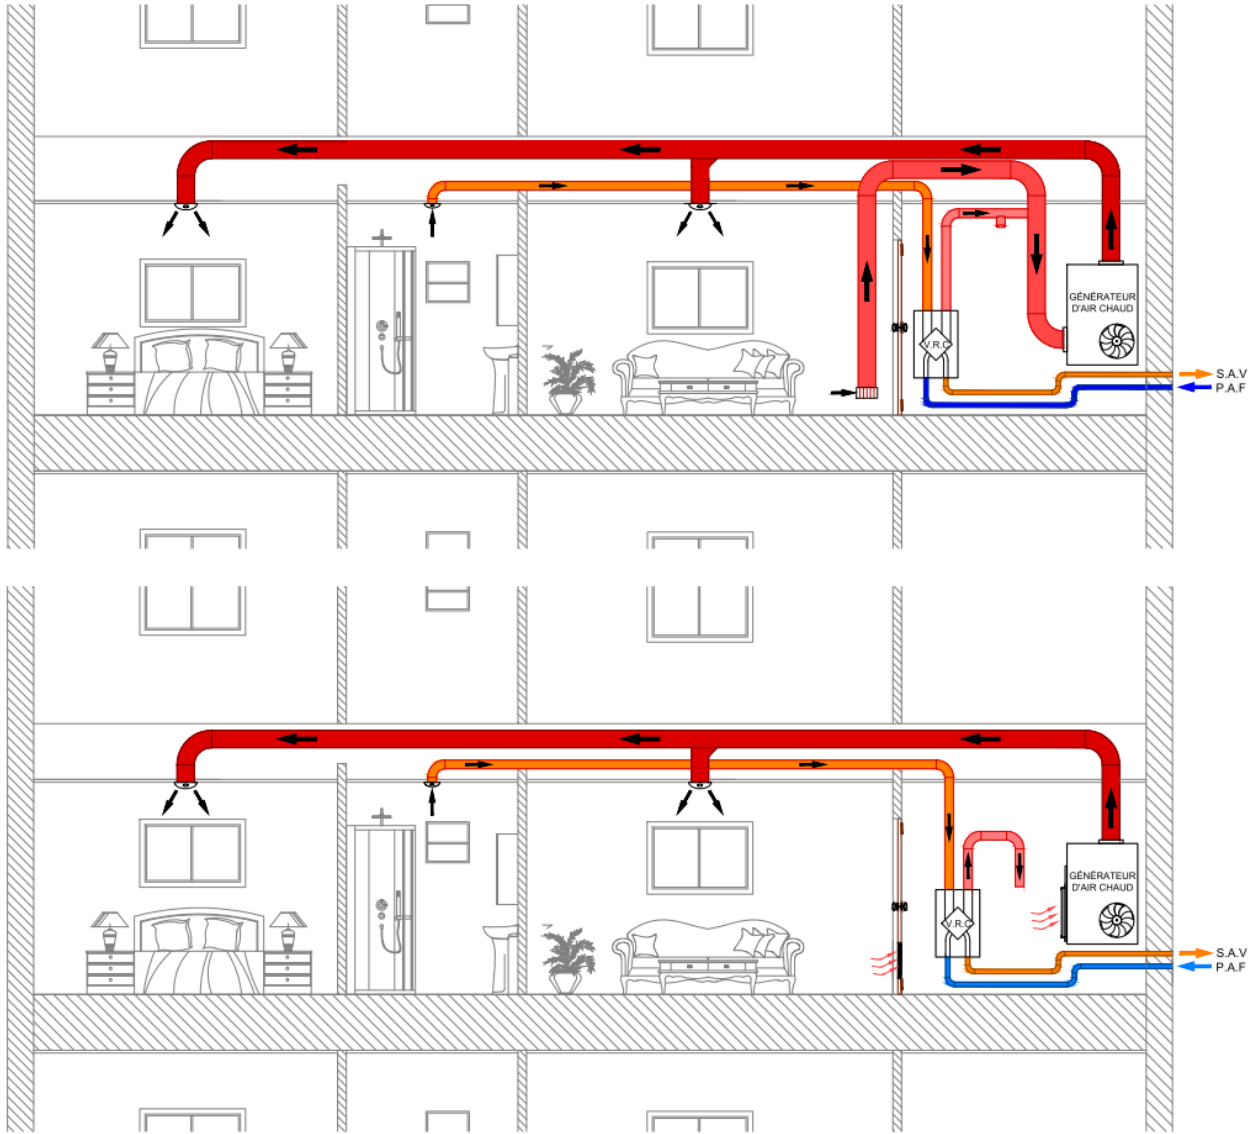 GÉNÉRATEUR
D'AIR CHAUD
V.R.C
S.A.V
P.A.F
GÉNÉRATEUR
D'AIR CHAUD
V.R.C
S.A.V
P.A.F